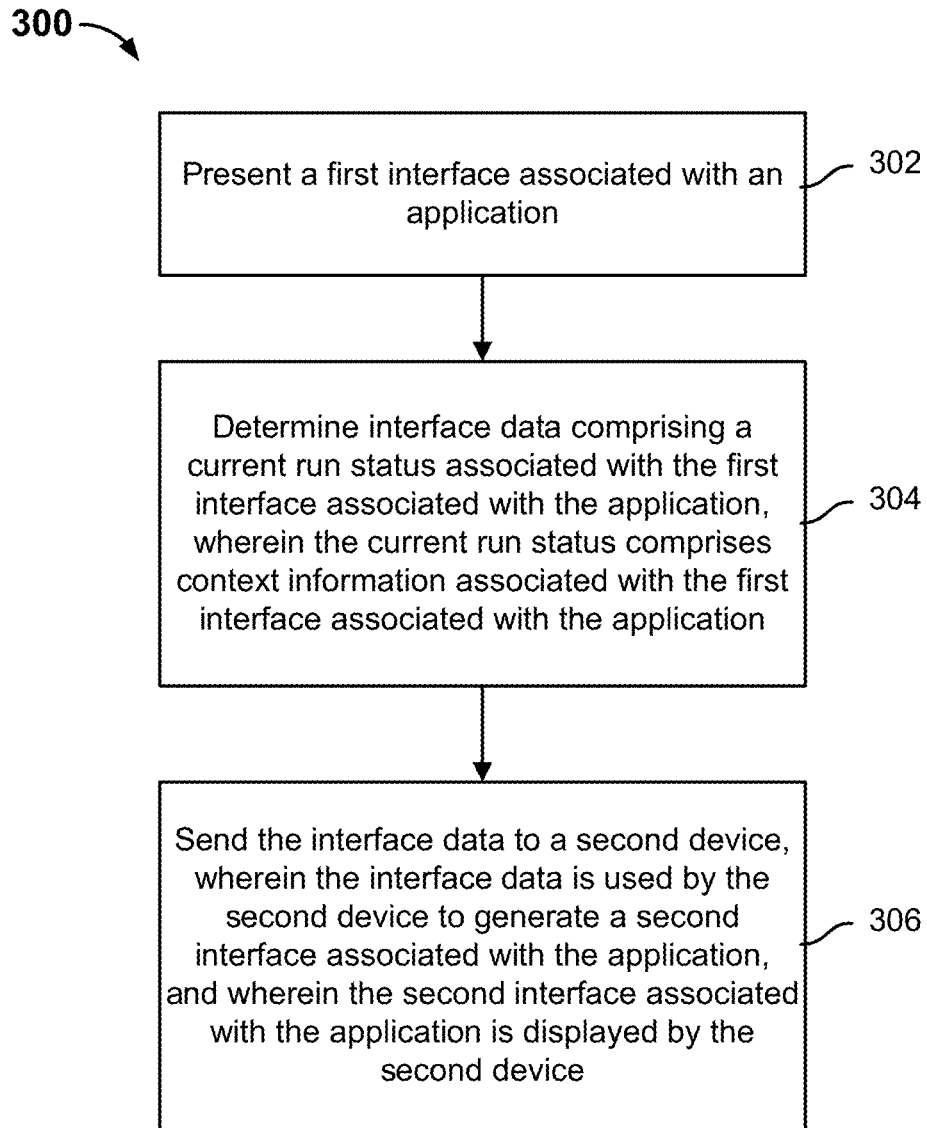 300
Present a first interface associated with an
application
302
Determine interface data comprising a
current run status associated with the first
interface associated with the application,
wherein the current run status comprises
context information associated with the first
interface associated with the application
304
Send the interface data to a second device,
wherein the interface data is used by the
second device to generate a second
interface associated with the application,
and wherein the second interface associated
with the application is displayed by the
second device
306